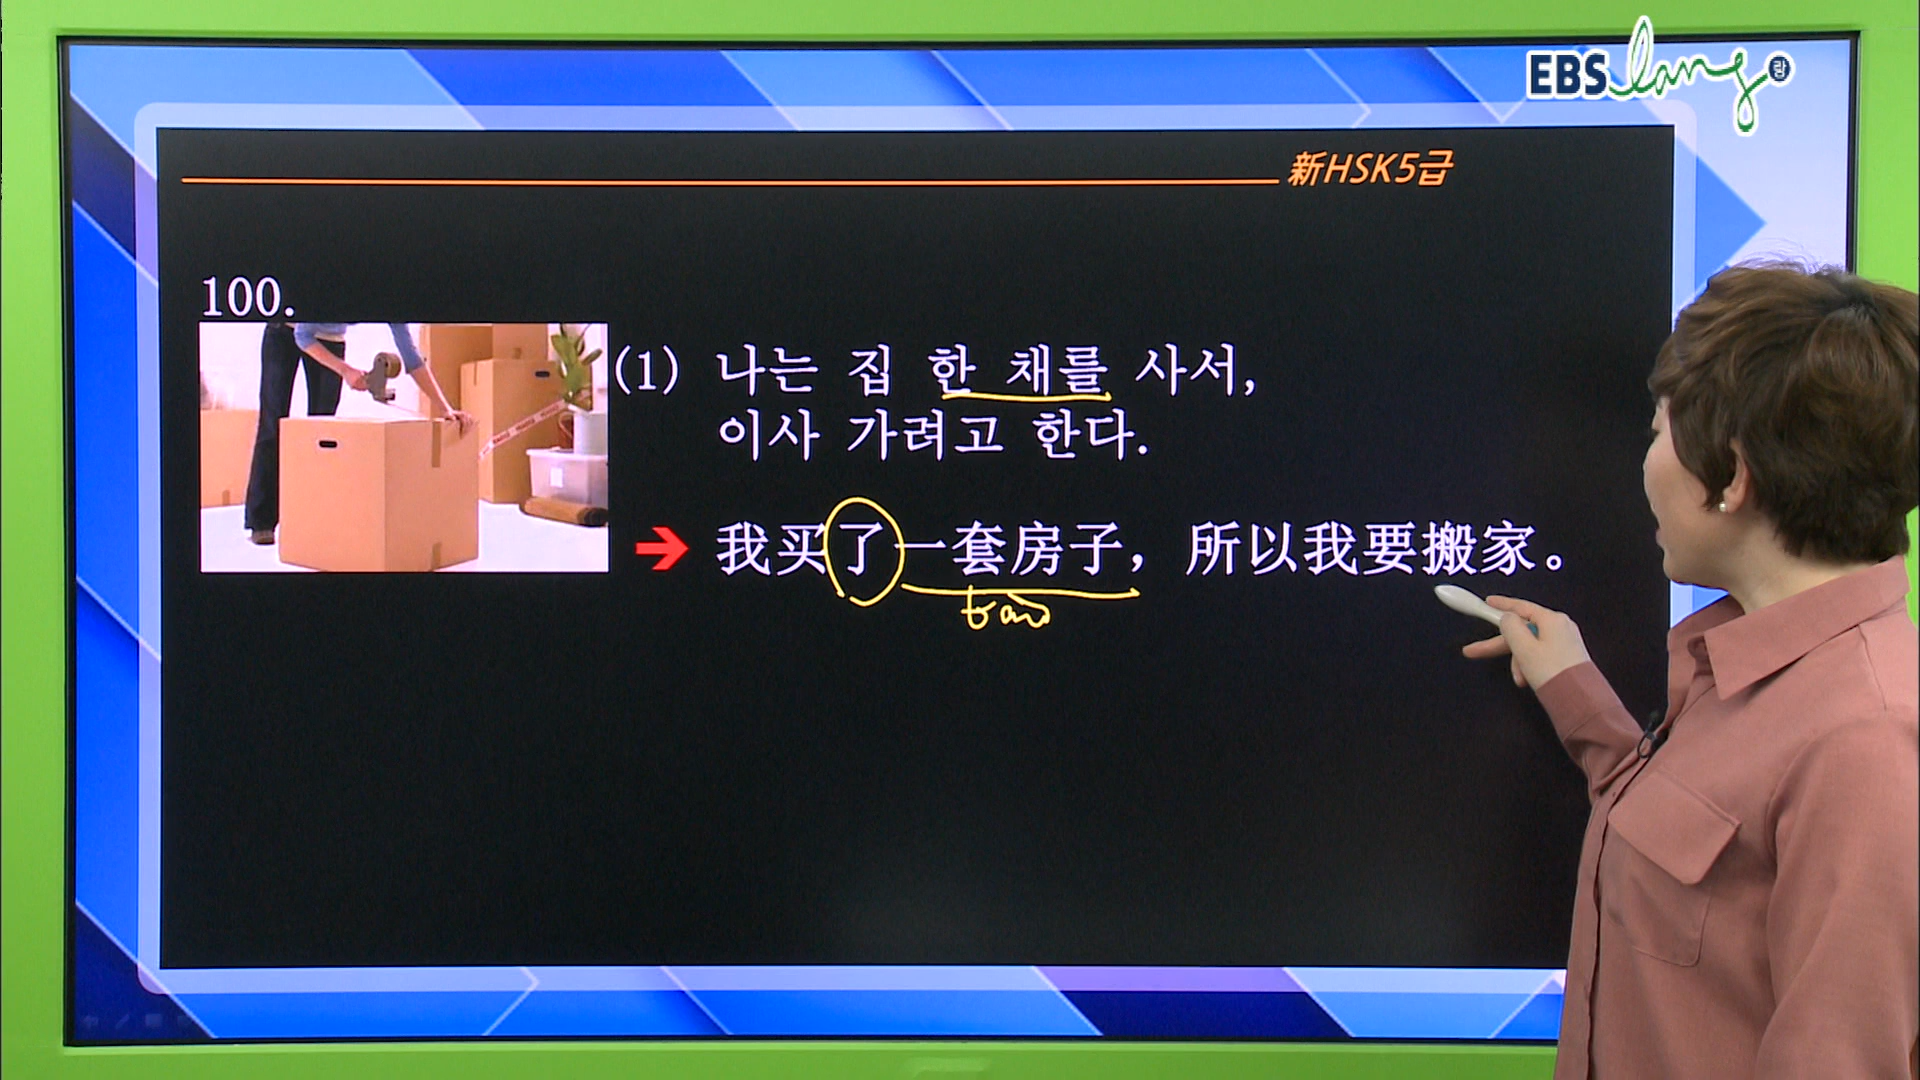 EBS lang 랑
新HSK5급
100.
(1) 나는 집 한 채를 사서,
이사 가려고 한다.
➔ 我买了一套房子，所以我要搬家。